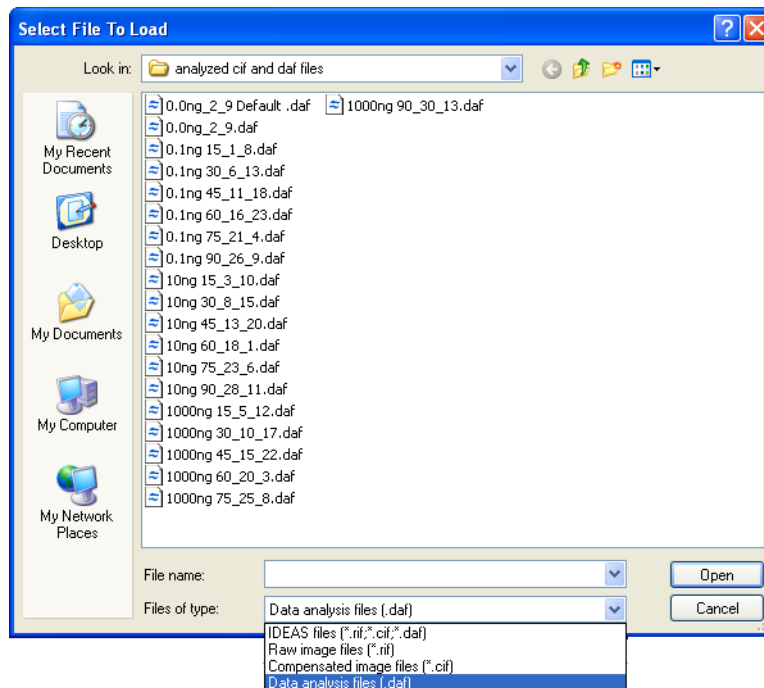 Select File To Load
Look in: analyzed cif and daf files
My Recent
Documents
Desktop
My Documents
My Computer
My Network
Places
0.0ng_2_9 Default .daf
0.0ng_2_9.daf
0.1ng 15_1_8.daf
0.1ng 30_6_13.daf
0.1ng 45_11_18.daf
0.1ng 60_16_23.daf
0.1ng 75_21_4.daf
0.1ng 90_26_9.daf
10ng 15_3_10.daf
10ng 30_8_15.daf
10ng 45_13_20.daf
10ng 60_18_1.daf
10ng 75_23_6.daf
10ng 90_28_11.daf
1000ng 15_5_12.daf
1000ng 30_10_17.daf
1000ng 45_15_22.daf
1000ng 60_20_3.daf
1000ng 75_25_8.daf
1000ng 90_30_13.daf
File name:
Open
Files of type: Data analysis files (.daf)
Cancel
IDEAS files (*.rif;*.cif;*.daf)
Raw image files (*.rif)
Compensated image files (*.cif)
Data analysis files (.daf)